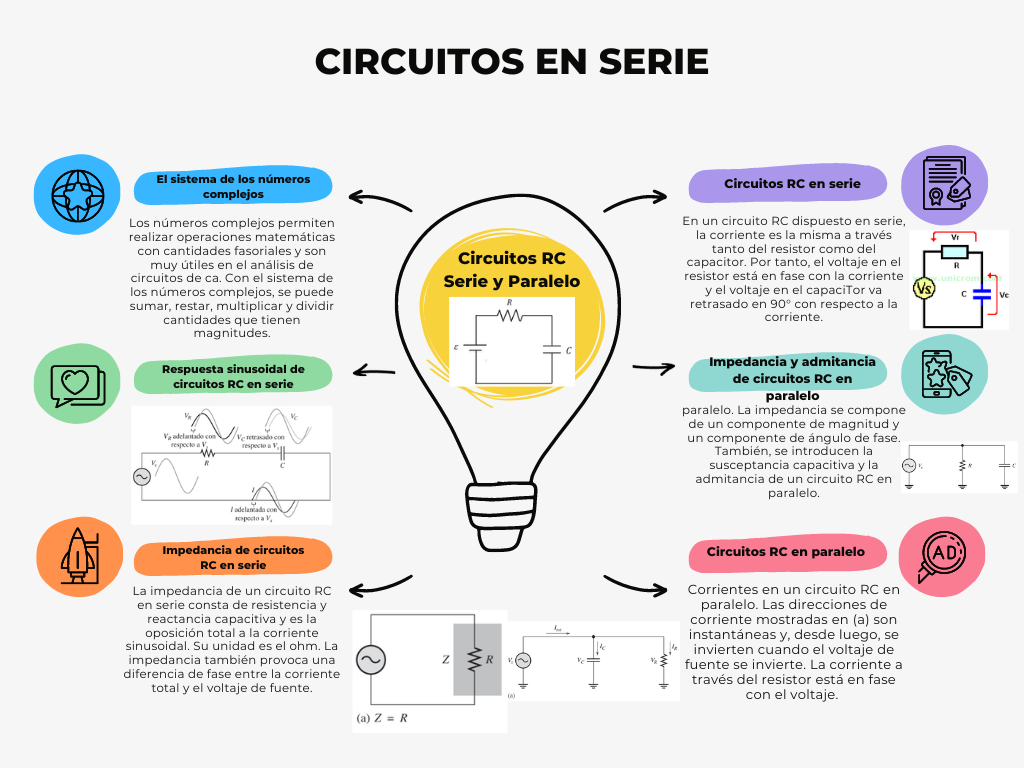 CIRCUITOS EN SERIE
El sistema de los números
complejos
Los números complejos permiten
realizar operaciones matemáticas
con cantidades fasoriales y son
muy útiles en el análisis de
circuitos de ca. Con el sistema de
los números complejos, se puede
sumar, restar, multiplicar y dividir
cantidades que tienen
magnitudes.
Respuesta sinusoidal de
circuitos RC en serie
V_R
V_C
V_R adelantado con
respecto a V_s
V_C retrasado con
respecto a V_s
R
C
V_s
I
I adelantada con
respecto a V_s
Impedancia de circuitos
RC en serie
La impedancia de un circuito RC
en serie consta de resistencia y
reactancia capacitiva y es la
oposición total a la corriente
sinusoidal. Su unidad es el ohm. La
impedancia también provoca una
diferencia de fase entre la corriente
total y el voltaje de fuente.
Circuitos RC
Serie y Paralelo
R
ε
C
Z
R
(a) Z = R
I_tot
I_C
I_R
V_s
V_C
V_R
(a)
Circuitos RC en serie
En un circuito RC dispuesto en serie,
la corriente es la misma a través
tanto del resistor como del
capacitor. Por tanto, el voltaje en el
resistor está en fase con la corriente
y el voltaje en el capaciTor va
retrasado en 90° con respecto a la
corriente.
Vr
R
Vs
C
Vc
Impedancia y admitancia
de circuitos RC en
paralelo
paralelo. La impedancia se compone
de un componente de magnitud y
un componente de ángulo de fase.
También, se introducen la
susceptancia capacitiva y la
admitancia de un circuito RC en
paralelo.
V_s
R
C
Circuitos RC en paralelo
AD
Corrientes en un circuito RC en
paralelo. Las direcciones de
corriente mostradas en (a) son
instantáneas y, desde luego, se
invierten cuando el voltaje de
fuente se invierte. La corriente a
través del resistor está en fase
con el voltaje.